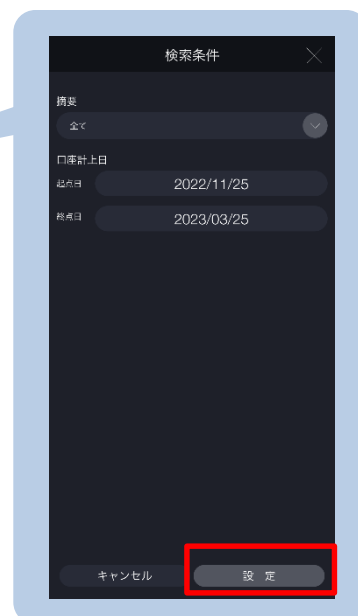 検索条件
摘要
全て
口座計上日
起点日 2022/11/25
終点日 2023/03/25
キャンセル 設 定